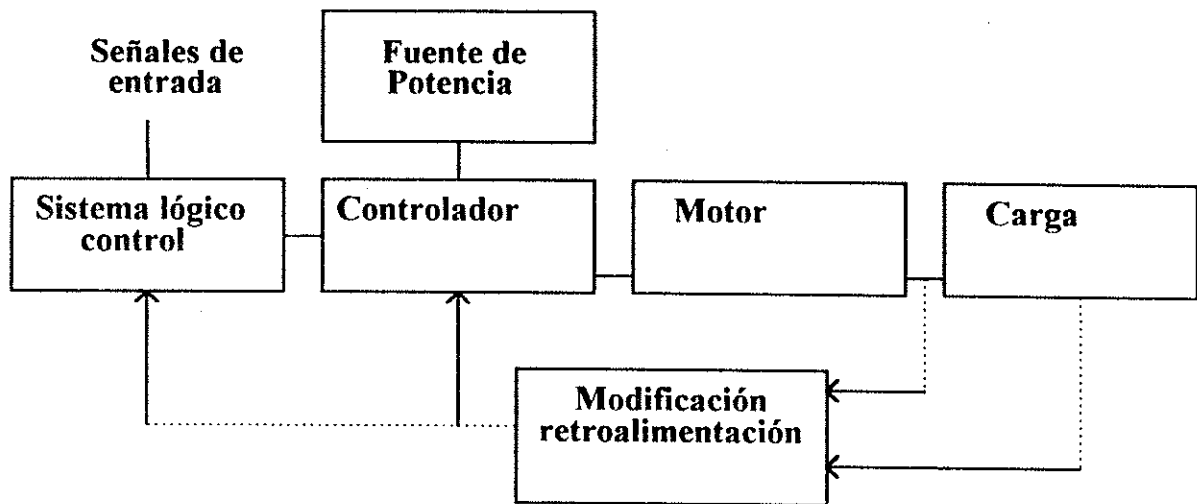 Señales de
entrada
Fuente de
Potencia
Sistema lógico
control
Controlador
Motor
Carga
Modificación
retroalimentación